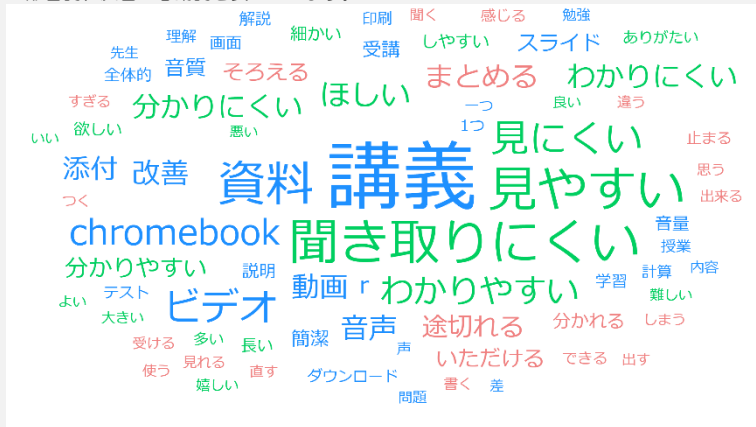 解説 印刷 聞く 感じる 勉強
先生 理解 画面 細かい 受講 しやすい スライド ありがたい
全体的 音質 そろえる まとめる わかりにくい
すぎる 分かりにくい ほしい 一つ 良い 違う
いい 欲しい 悪い 1つ 見にくい 止まる
添付 改善 資料 講義 見やすい 思う
つく 出来る
chromebook 聞き取りにくい 音量
授業
分かりやすい 説明 動画 r わかりやすい 学習 計算 内容
よい テスト ビデオ 難しい
大きい 簡潔 音声 途切れる 分かれる しまう
受ける 多い 長い 声 いただける できる 出す
使う 見れる 直す
嬉しい ダウンロード 書く 差
問題